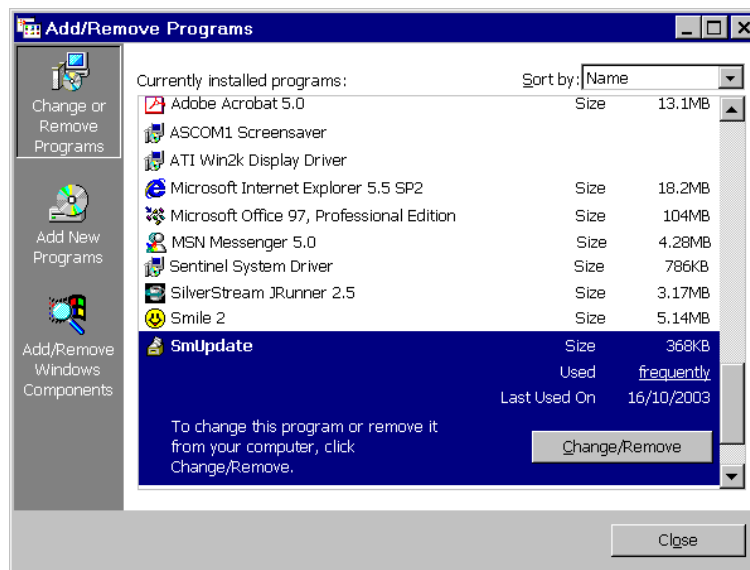 Add/Remove Programs
Change or
Remove
Programs
Add New
Programs
Add/Remove
Windows
Components
Currently installed programs:
Sort by: Name
Adobe Acrobat 5.0 Size 13.1MB
ASCOM1 Screensaver
ATI Win2k Display Driver
Microsoft Internet Explorer 5.5 SP2 Size 18.2MB
Microsoft Office 97, Professional Edition Size 104MB
MSN Messenger 5.0 Size 4.28MB
Sentinel System Driver Size 786KB
SilverStream JRunner 2.5 Size 3.17MB
Smile 2 Size 5.14MB
SmUpdate Size 368KB
Used frequently
Last Used On 16/10/2003
To change this program or remove it
from your computer, click
Change/Remove.
Change/Remove
Close